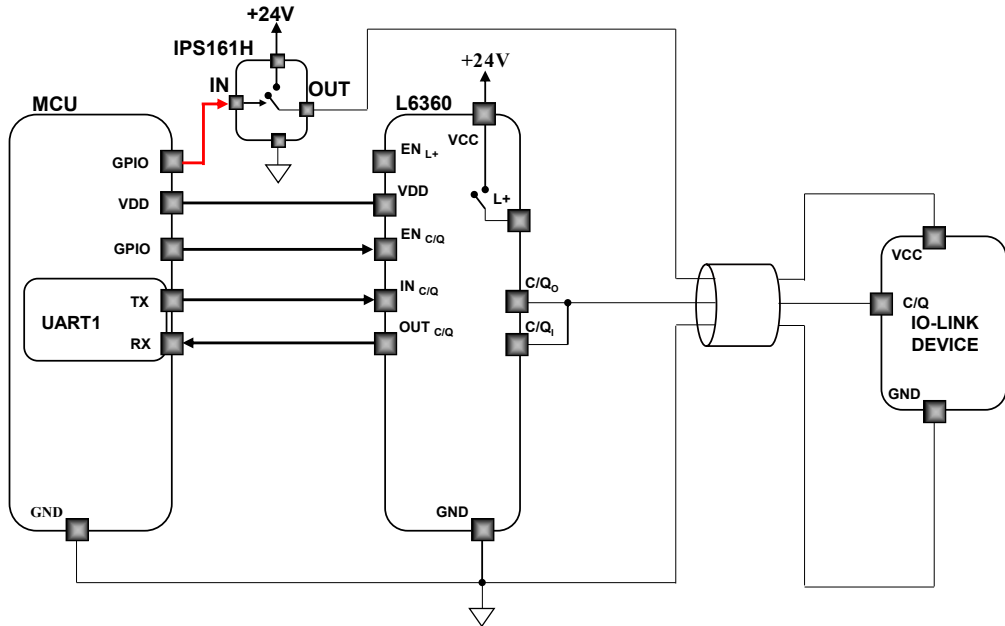 +24V
IPS161H
IN
OUT
+24V
MCU
L6360
VCC
GPIO
EN L+
VDD
VDD
L+
GPIO
EN C/Q
VCC
TX
IN C/Q
C/QO
C/Q
UART1
IO-LINK
DEVICE
RX
OUT C/Q
C/QI
GND
GND
GND